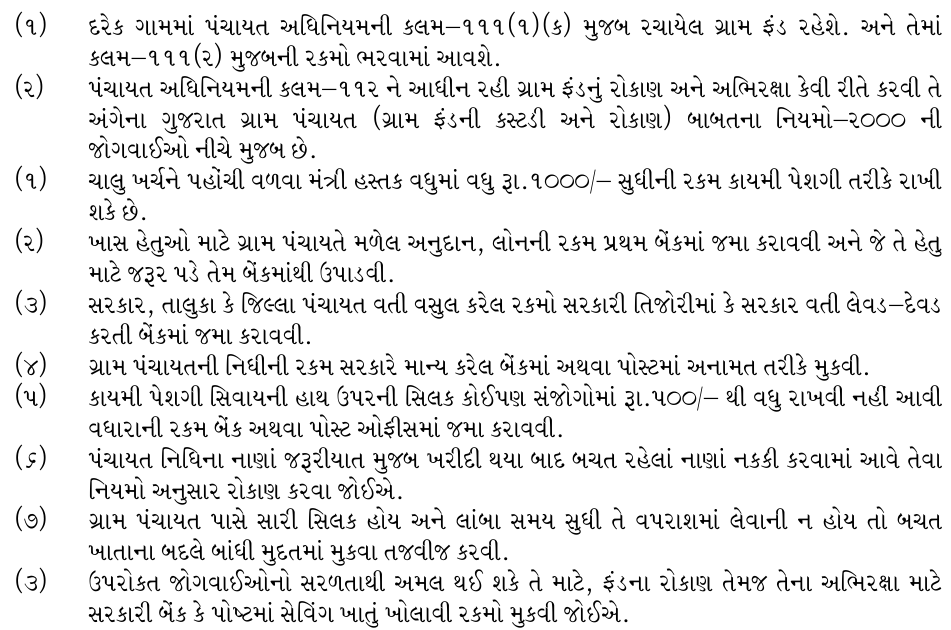 (૧) દરેક ગામમાં પંચાયત અધિનિયમની કલમ–૧૧૧(૧)(ક) મુજબ રચાયેલ ગ્રામ ફંડ રહેશે. અને તેમાં
કલમ–૧૧૧(૨) મુજબની રકમો ભરવામાં આવશે.
(૨) પંચાયત અધિનિયમની કલમ–૧૧૨ ને આધીન રહી ગ્રામ ફંડનું રોકાણ અને અભિરક્ષા કેવી રીતે કરવી તે
અંગેના ગુજરાત ગ્રામ પંચાયત (ગ્રામ ફંડની કસ્ટડી અને રોકાણ) બાબતના નિયમો–૨૦૦૦ ની
જોગવાઈઓ નીચે મુજબ છે.
(૧) ચાલુ ખર્ચને પહોંચી વળવા મંત્રી હસ્તક વધુમાં વધુ રૂા.૧૦૦૦/– સુધીની રકમ કાયમી પેશગી તરીકે રાખી
શકે છે.
(૨) ખાસ હેતુઓ માટે ગ્રામ પંચાયતે મળેલ અનુદાન, લોનની રકમ પ્રથમ બેંકમાં જમા કરાવવી અને જે તે હેતુ
માટે જરૂર પડે તેમ બેંકમાંથી ઉપાડવી.
(૩) સરકાર, તાલુકા કે જિલ્લા પંચાયત વતી વસુલ કરેલ રકમો સરકારી તિજોરીમાં કે સરકાર વતી લેવડ–દેવડ
કરતી બેંકમાં જમા કરાવવી.
(૪) ગ્રામ પંચાયતની નિધીની રકમ સરકારે માન્ય કરેલ બેંકમાં અથવા પોસ્ટમાં અનામત તરીકે મુકવી.
(૫) કાયમી પેશગી સિવાયની હાથ ઉપરની સિલક કોઈપણ સંજોગોમાં રૂા.૫૦૦/– થી વધુ રાખવી નહીં આવી
વધારાની રકમ બેંક અથવા પોસ્ટ ઓફીસમાં જમા કરાવવી.
(૬) પંચાયત નિધિના નાણાં જરૂરીયાત મુજબ ખરીદી થયા બાદ બચત રહેલાં નાણાં નકકી કરવામાં આવે તેવા
નિયમો અનુસાર રોકાણ કરવા જોઈએ.
(૭) ગ્રામ પંચાયત પાસે સારી સિલક હોય અને લાંબા સમય સુધી તે વપરાશમાં લેવાની ન હોય તો બચત
ખાતાના બદલે બાંધી મુદતમાં મુકવા તજવીજ કરવી.
(૩) ઉપરોકત જોગવાઈઓનો સરળતાથી અમલ થઈ શકે તે માટે, ફંડના રોકાણ તેમજ તેના અભિરક્ષા માટે
સરકારી બેંક કે પોષ્ટમાં સેવિંગ ખાતું ખોલાવી રકમો મુકવી જોઈએ.